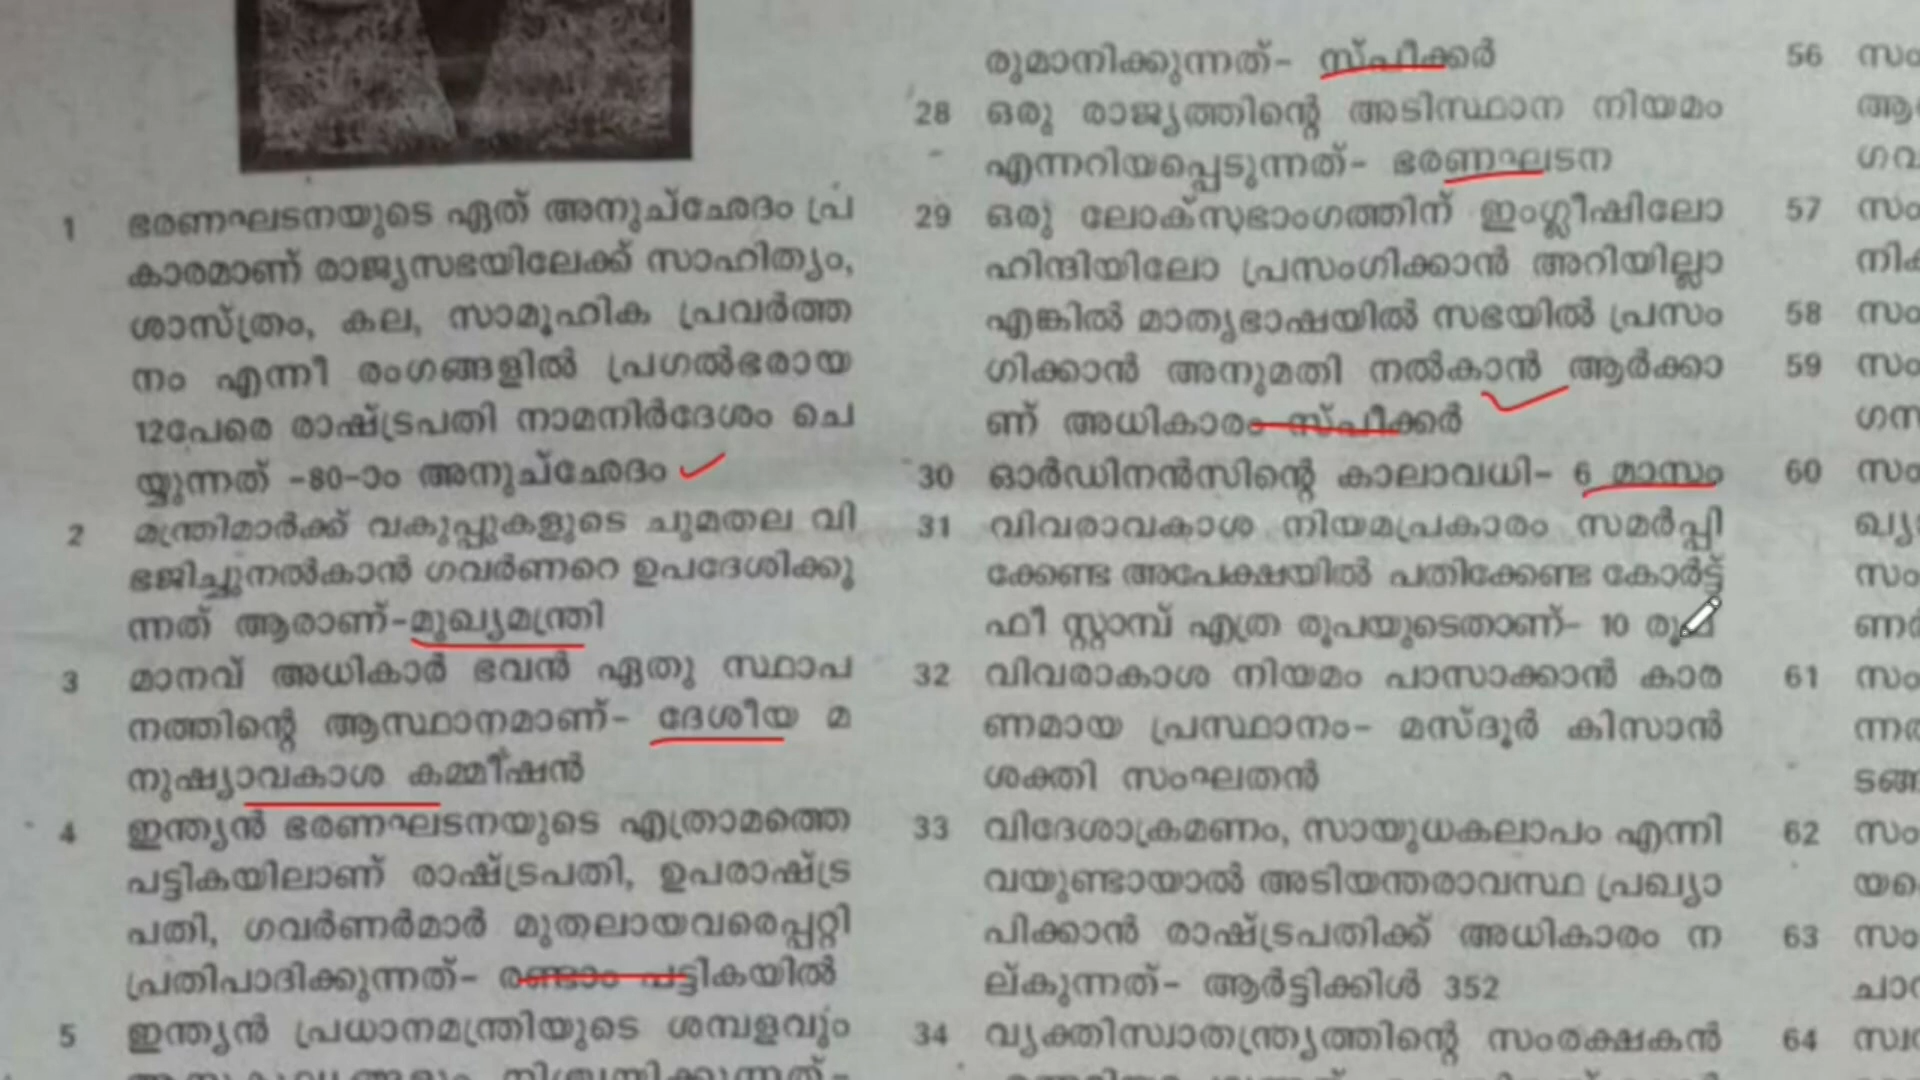 1 ഭരണഘടനയുടെ ഏത് അനുച്ഛേദം പ്ര
കാരമാണ് രാജ്യസഭയിലേക്ക് സാഹിത്യം,
ശാസ്ത്രം, കല, സാമൂഹിക പ്രവർത്ത
നം എന്നീ രംഗങ്ങളിൽ പ്രഗൽഭരായ
12പേരെ രാഷ്ട്രപതി നാമനിർദേശം ചെ
യ്യുന്നത് -80-ാം അനുച്ഛേദം
2 മന്ത്രിമാർക്ക് വകുപ്പുകളുടെ ചുമതല വി
ഭജിച്ചുനൽകാൻ ഗവർണറെ ഉപദേശിക്കു
ന്നത് ആരാണ്-മുഖ്യമന്ത്രി
3 മാനവ് അധികാർ ഭവൻ ഏതു സ്ഥാപ
നത്തിന്റെ ആസ്ഥാനമാണ്- ദേശീയ മ
നുഷ്യാവകാശ കമ്മീഷൻ
4 ഇന്ത്യൻ ഭരണഘടനയുടെ എത്രാമത്തെ
പട്ടികയിലാണ് രാഷ്ട്രപതി, ഉപരാഷ്ട്ര
പതി, ഗവർണർമാർ മുതലായവരെപ്പറ്റി
പ്രതിപാദിക്കുന്നത്- രണ്ടാം പട്ടികയിൽ
5 ഇന്ത്യൻ പ്രധാനമന്ത്രിയുടെ ശമ്പളവും
രുമാനിക്കുന്നത്- സ്പീക്കർ
28 ഒരു രാജ്യത്തിന്റെ അടിസ്ഥാന നിയമം
എന്നറിയപ്പെടുന്നത്- ഭരണഘടന
29 ഒരു ലോക്സഭാംഗത്തിന് ഇംഗ്ലീഷിലോ
ഹിന്ദിയിലോ പ്രസംഗിക്കാൻ അറിയില്ലാ
എങ്കിൽ മാതൃഭാഷയിൽ സഭയിൽ പ്രസം
ഗിക്കാൻ അനുമതി നൽകാൻ ആർക്കാ
ണ് അധികാരം- സ്പീക്കർ
30 ഓർഡിനൻസിന്റെ കാലാവധി- 6 മാസം
31 വിവരാവകാശ നിയമപ്രകാരം സമർപ്പി
ക്കേണ്ട അപേക്ഷയിൽ പതിക്കേണ്ട കോർട്ട്
ഫീ സ്റ്റാമ്പ് എത്ര രൂപയുടെതാണ്- 10
32 വിവരാകാശ നിയമം പാസാക്കാൻ കാര
ണമായ പ്രസ്ഥാനം- മസ്ദൂർ കിസാൻ
ശക്തി സംഘതൻ
33 വിദേശാക്രമണം, സായുധകലാപം എന്നി
വയുണ്ടായാൽ അടിയന്തരാവസ്ഥ പ്രഖ്യാ
പിക്കാൻ രാഷ്ട്രപതിക്ക് അധികാരം ന
ല്കുന്നത്- ആർട്ടിക്കിൾ 352
34 വ്യക്തിസ്വാതന്ത്ര്യത്തിന്റെ സംരക്ഷകൻ
56
57
58
59
60
61
62
63
64